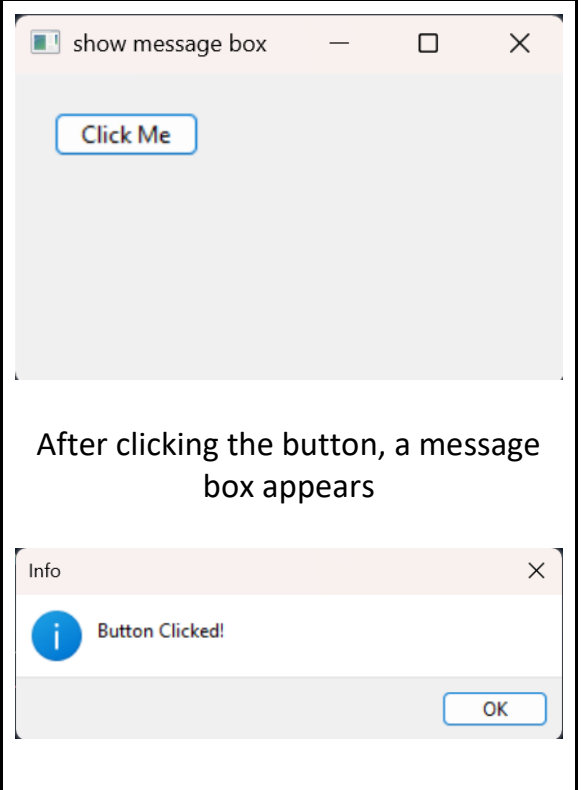 show message box
Click Me
After clicking the button, a message
box appears
Info
i
Button Clicked!
OK